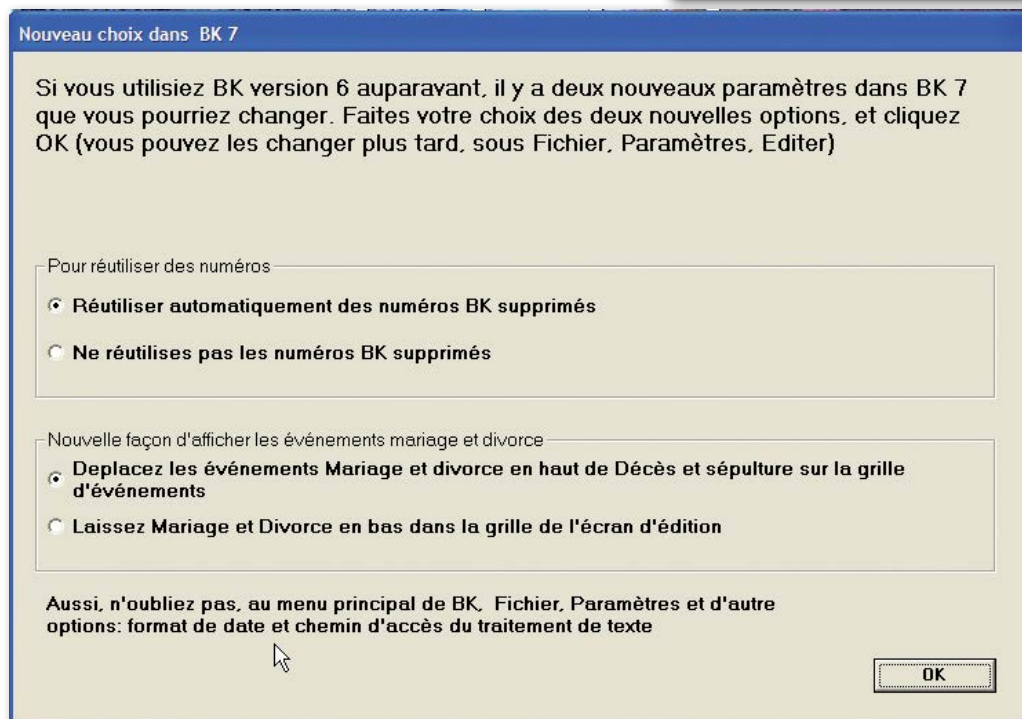 Nouveau choix dans BK 7
Si vous utilisiez BK version 6 auparavant, il y a deux nouveaux paramètres dans BK 7
que vous pourriez changer. Faites votre choix des deux nouvelles options, et cliquez
OK (vous pouvez les changer plus tard, sous Fichier, Paramètres, Editer)
Pour réutiliser des numéros
Réutiliser automatiquement des numéros BK supprimés
Ne réutilises pas les numéros BK supprimés
Nouvelle façon d'afficher les événements mariage et divorce
Deplacez les événements Mariage et divorce en haut de Décès et sépulture sur la grille
d'événements
Laissez Mariage et Divorce en bas dans la grille de l'écran d'édition
Aussi, n'oubliez pas, au menu principal de BK, Fichier, Paramètres et d'autre
options: format de date et chemin d'accès du traitement de texte
OK